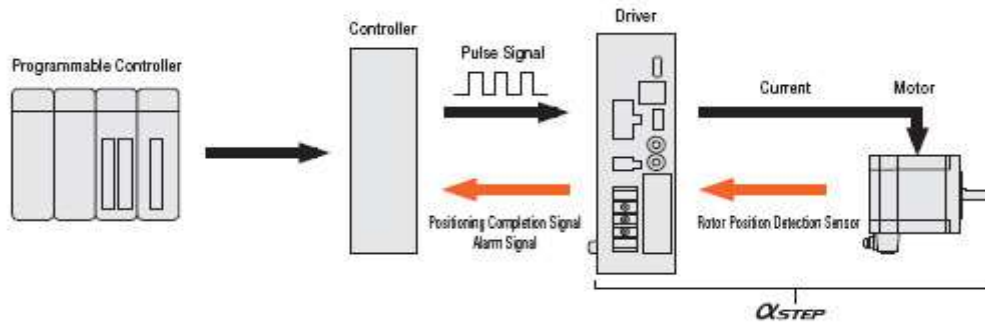 Programmable Controller
Controller
Pulse Signal
Driver
Current
Motor
Positioning Completion Signal
Alarm Signal
Rotor Position Detection Sensor
αSTEP